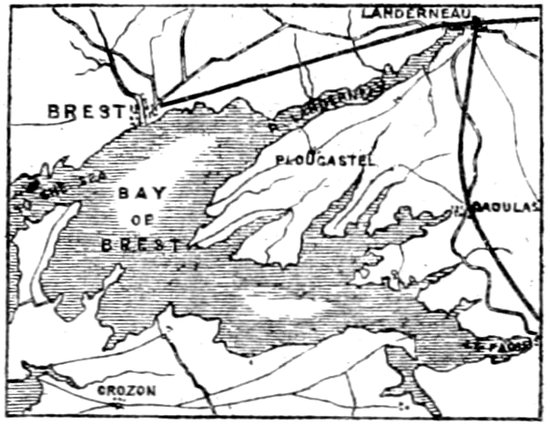 LANDERNEAU
BREST
R. LANDERNEAU
PLOUGASTEL
TO THE SEA
BAY
OF
BREST
DAOULAS
LE FAOU
CROZON